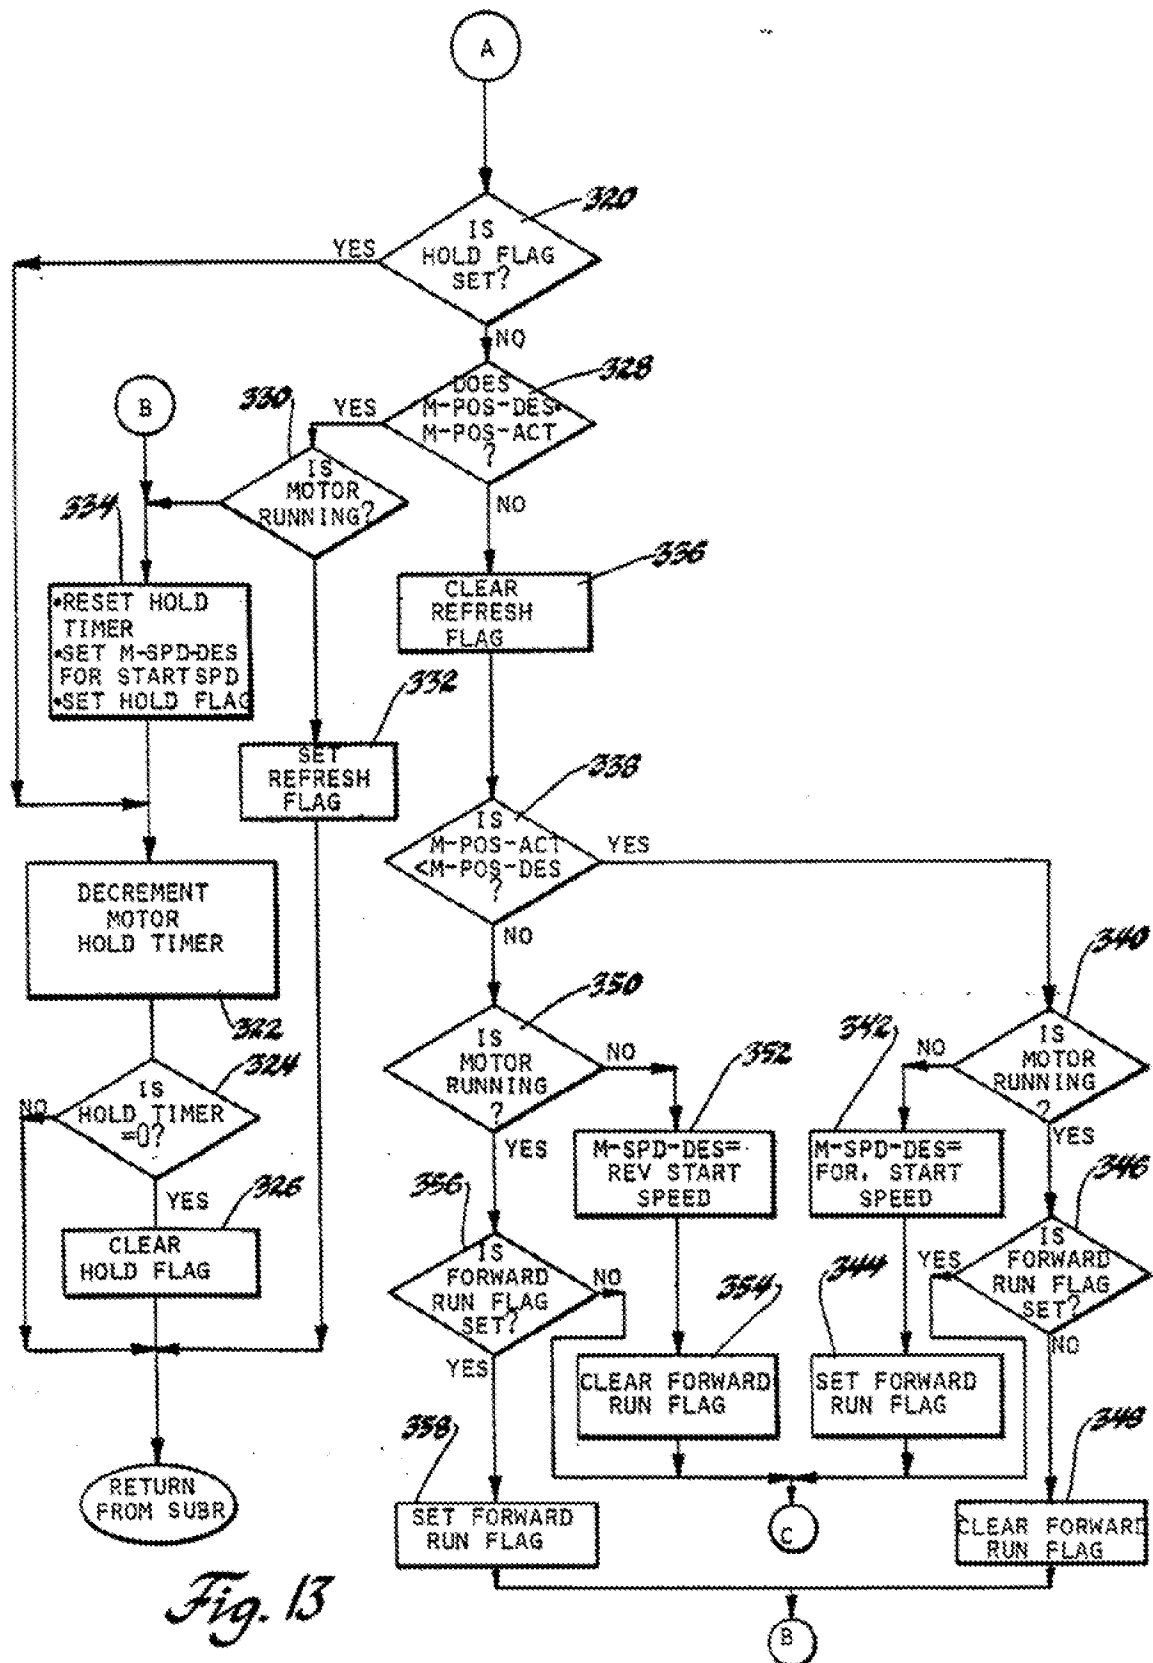 A
320
IS
HOLD FLAG
SET?
YES
NO
328
DOES
M-POS-DES=
M-POS-ACT
?
YES
NO
B
330
IS
MOTOR
RUNNING?
334
•RESET HOLD
TIMER
•SET M-SPD-DES
FOR START SPD
•SET HOLD FLAG
336
CLEAR
REFRESH
FLAG
332
SET
REFRESH
FLAG
338
IS
M-POS-ACT
<M-POS-DES
?
YES
NO
DECREMENT
MOTOR
HOLD TIMER
322
324
IS
HOLD TIMER
=0?
NO
YES
326
CLEAR
HOLD FLAG
RETURN
FROM SUBR
350
IS
MOTOR
RUNNING
?
NO
YES
352
M-SPD-DES=
REV START
SPEED
342
M-SPD-DES=
FOR. START
SPEED
340
IS
MOTOR
RUNNING
?
NO
YES
356
IS
FORWARD
RUN FLAG
SET?
NO
YES
354
CLEAR FORWARD
RUN FLAG
344
SET FORWARD
RUN FLAG
346
IS
FORWARD
RUN FLAG
SET?
YES
NO
358
SET FORWARD
RUN FLAG
C
348
CLEAR FORWARD
RUN FLAG
B
Fig. 13